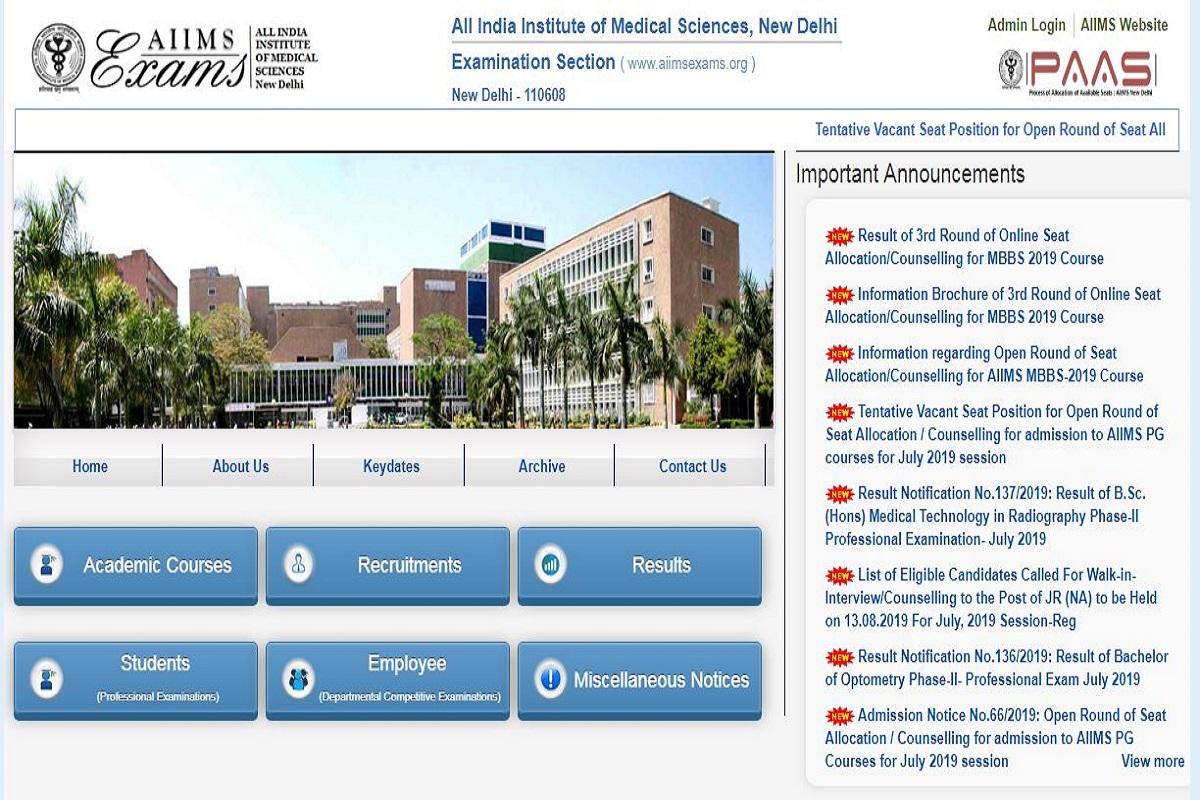 AIIMS
Exams
ALL INDIA
INSTITUTE
OF MEDICAL
SCIENCES
New Delhi
All India Institute of Medical Sciences, New Delhi
Examination Section ( www.aiimsexams.org )
New Delhi - 110608
Admin Login
AIIMS Website
PAAS
Process of Allocation of Available Seats : AIIMS New Delhi
Tentative Vacant Seat Position for Open Round of Seat All
Important Announcements
NEW Result of 3rd Round of Online Seat
Allocation/Counselling for MBBS 2019 Course
NEW Information Brochure of 3rd Round of Online Seat
Allocation/Counselling for MBBS 2019 Course
NEW Information regarding Open Round of Seat
Allocation/Counselling for AIIMS MBBS-2019 Course
NEW Tentative Vacant Seat Position for Open Round of
Seat Allocation / Counselling for admission to AIIMS PG
courses for July 2019 session
NEW Result Notification No.137/2019: Result of B.Sc.
(Hons) Medical Technology in Radiography Phase-II
Professional Examination- July 2019
NEW List of Eligible Candidates Called For Walk-in-
Interview/Counselling to the Post of JR (NA) to be Held
on 13.08.2019 For July, 2019 Session-Reg
NEW Result Notification No.136/2019: Result of Bachelor
of Optometry Phase-II- Professional Exam July 2019
NEW Admission Notice No.66/2019: Open Round of Seat
Allocation / Counselling for admission to AIIMS PG
Courses for July 2019 session
View more
Home
About Us
Keydates
Archive
Contact Us
Academic Courses
Recruitments
Results
Students
(Professional Examinations)
Employee
(Departmental Competitive Examinations)
Miscellaneous Notices